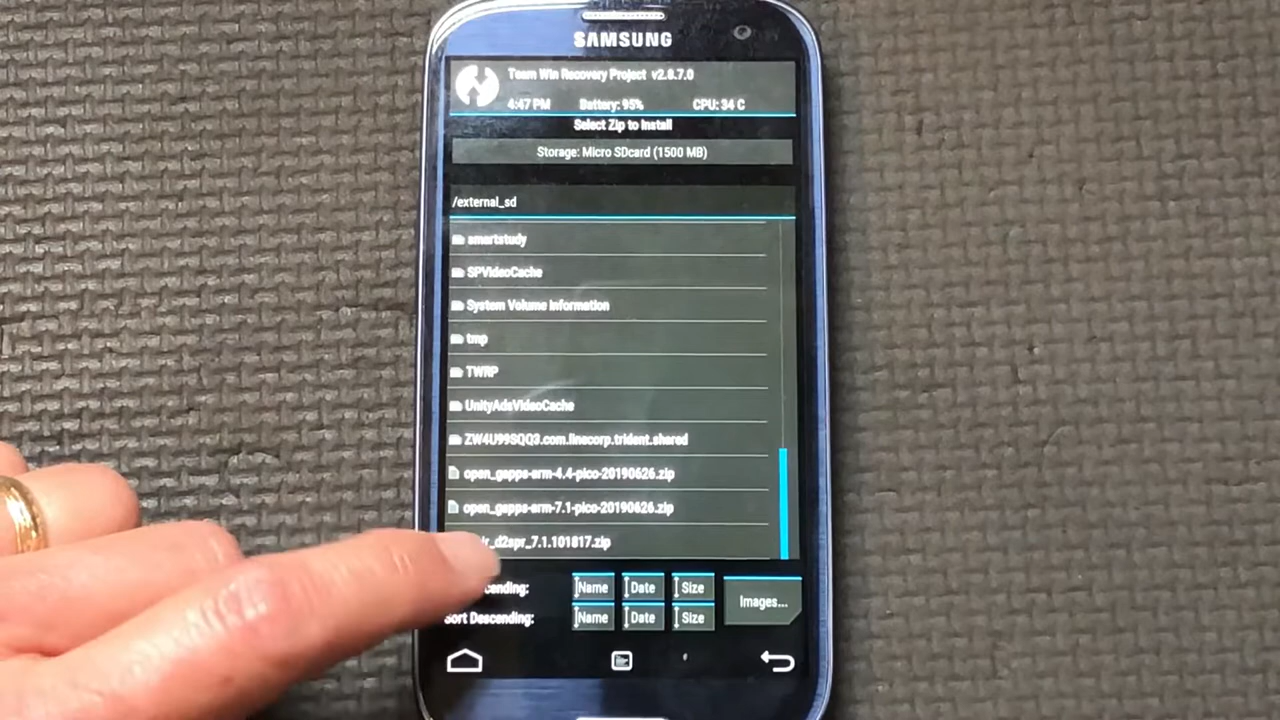 SAMSUNG
Team Win Recovery Project v2.8.7.0
4:47 PM Battery: 95% CPU: 34 C
Select Zip to Install
Storage: Micro SDcard (1500 MB)
/external_sd
smartstudy
SPVideoCache
System Volume Information
tmp
TWRP
UnityAdsVideoCache
ZW4U99SQQ3.com.linecorp.trident.shared
open_gapps-arm-4.4-pico-20190626.zip
open_gapps-arm-7.1-pico-20190626.zip
r_d2spr_7.1.101817.zip
cending: Name Date Size
Images...
Sort Descending: Name Date Size